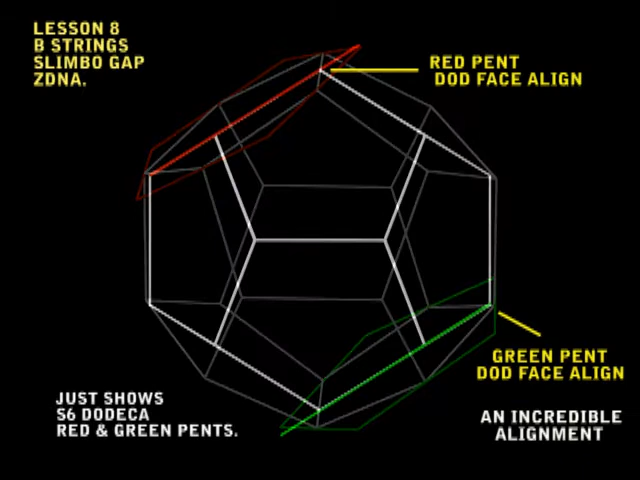 LESSON 8
B STRINGS
SLIMBO GAP
ZDNA.
RED PENT
DOD FACE ALIGN
GREEN PENT
DOD FACE ALIGN
JUST SHOWS
S6 DODECA
RED & GREEN PENTS.
AN INCREDIBLE
ALIGNMENT